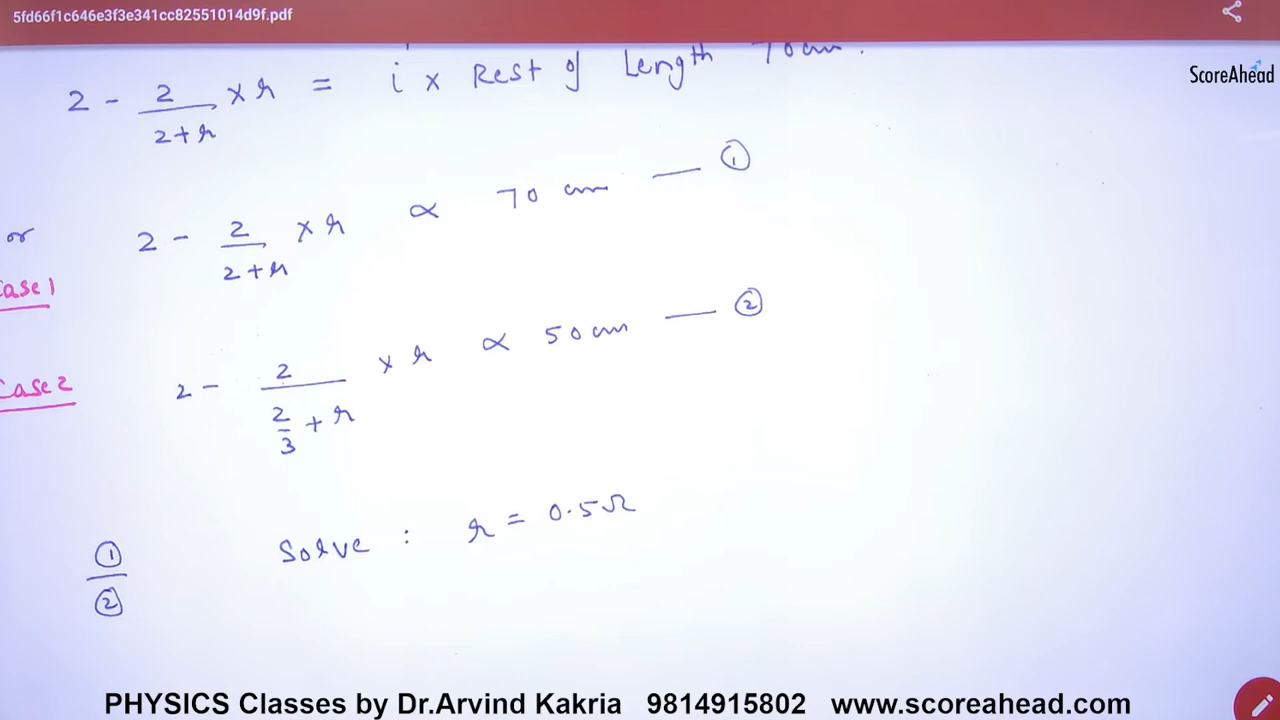 5fd66f1c646e3f3e341cc82551014d9f.pdf
ScoreAhead
2 - 2/(2+r) × r = i × Rest of Length 70cm.
or 2 - 2/(2+r) × r ∝ 70 cm — ①
Case 1
Case 2 2 - 2/(2/3 + r) × r ∝ 50cm — ②
①/② Solve : r = 0.5Ω
PHYSICS Classes by Dr.Arvind Kakria 9814915802 www.scoreahead.com